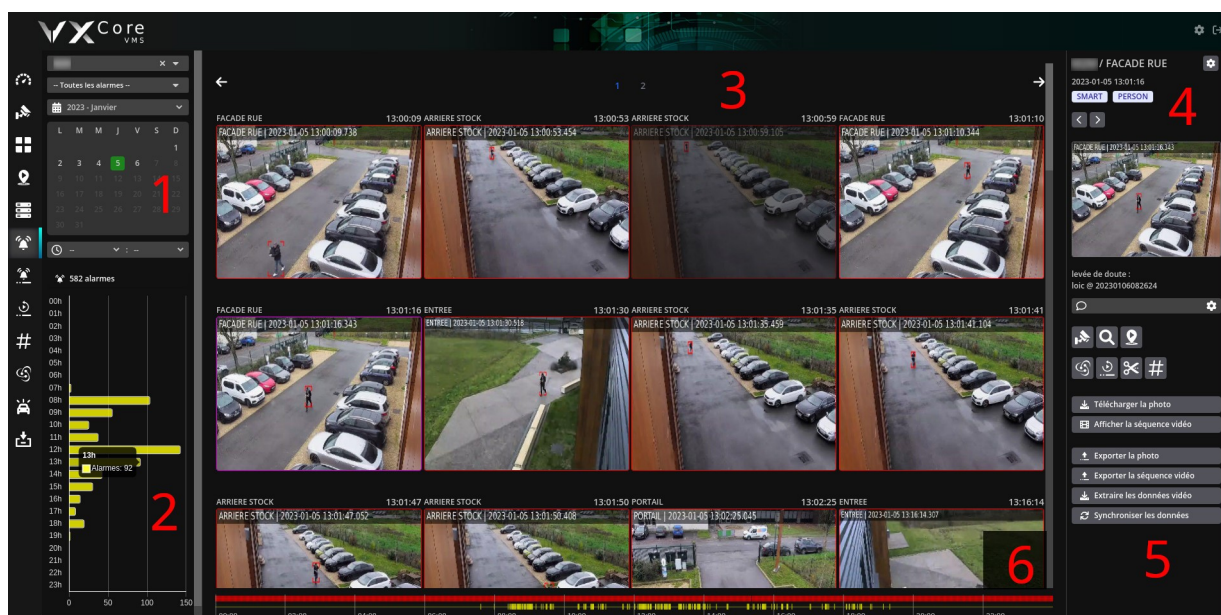 VXCore
VMS
-- Toutes les alarmes --
2023 - Janvier
L M M J V S D
1
2 3 4 5 6 7 8
9 10 11 12 13 14 15
16 17 18 19 20 21 22
23 24 25 26 27 28 29
30 31
1
-- : --
582 alarmes
00h
01h
02h
03h
04h
05h
06h
07h
08h
09h
10h
11h
12h
13h
14h
15h
16h
17h
18h
19h
20h
21h
22h
23h
0 50 100 150
13h
Alarmes: 92
2
1 2
3
FACADE RUE 13:00:09
FACADE RUE | 2023-01-05 13:00:09.738
ARRIERE STOCK 13:00:53
ARRIERE STOCK | 2023-01-05 13:00:53.454
ARRIERE STOCK 13:00:59
ARRIERE STOCK | 2023-01-05 13:00:59.105
FACADE RUE 13:01:10
FACADE RUE | 2023-01-05 13:01:10.344
FACADE RUE 13:01:16
FACADE RUE | 2023-01-05 13:01:16.343
ENTREE 13:01:30
ENTREE | 2023-01-05 13:01:30.518
ARRIERE STOCK 13:01:35
ARRIERE STOCK | 2023-01-05 13:01:35.459
ARRIERE STOCK 13:01:41
ARRIERE STOCK | 2023-01-05 13:01:41.104
ARRIERE STOCK 13:01:47
ARRIERE STOCK | 2023-01-05 13:01:47.052
ARRIERE STOCK 13:01:50
ARRIERE STOCK | 2023-01-05 13:01:50.408
PORTAIL 13:02:25
PORTAIL | 2023-01-05 13:02:25.045
ENTREE 13:16:14
ENTREE | 2023-01-05 13:16:14.307
6
/ FACADE RUE
2023-01-05 13:01:16
SMART PERSON
4
FACADE RUE | 2023-01-05 13:01:16.343
levée de doute :
loic @ 20230106082624
Télécharger la photo
Afficher la séquence vidéo
Exporter la photo
Exporter la séquence vidéo
Extraire les données vidéo
Synchroniser les données
5